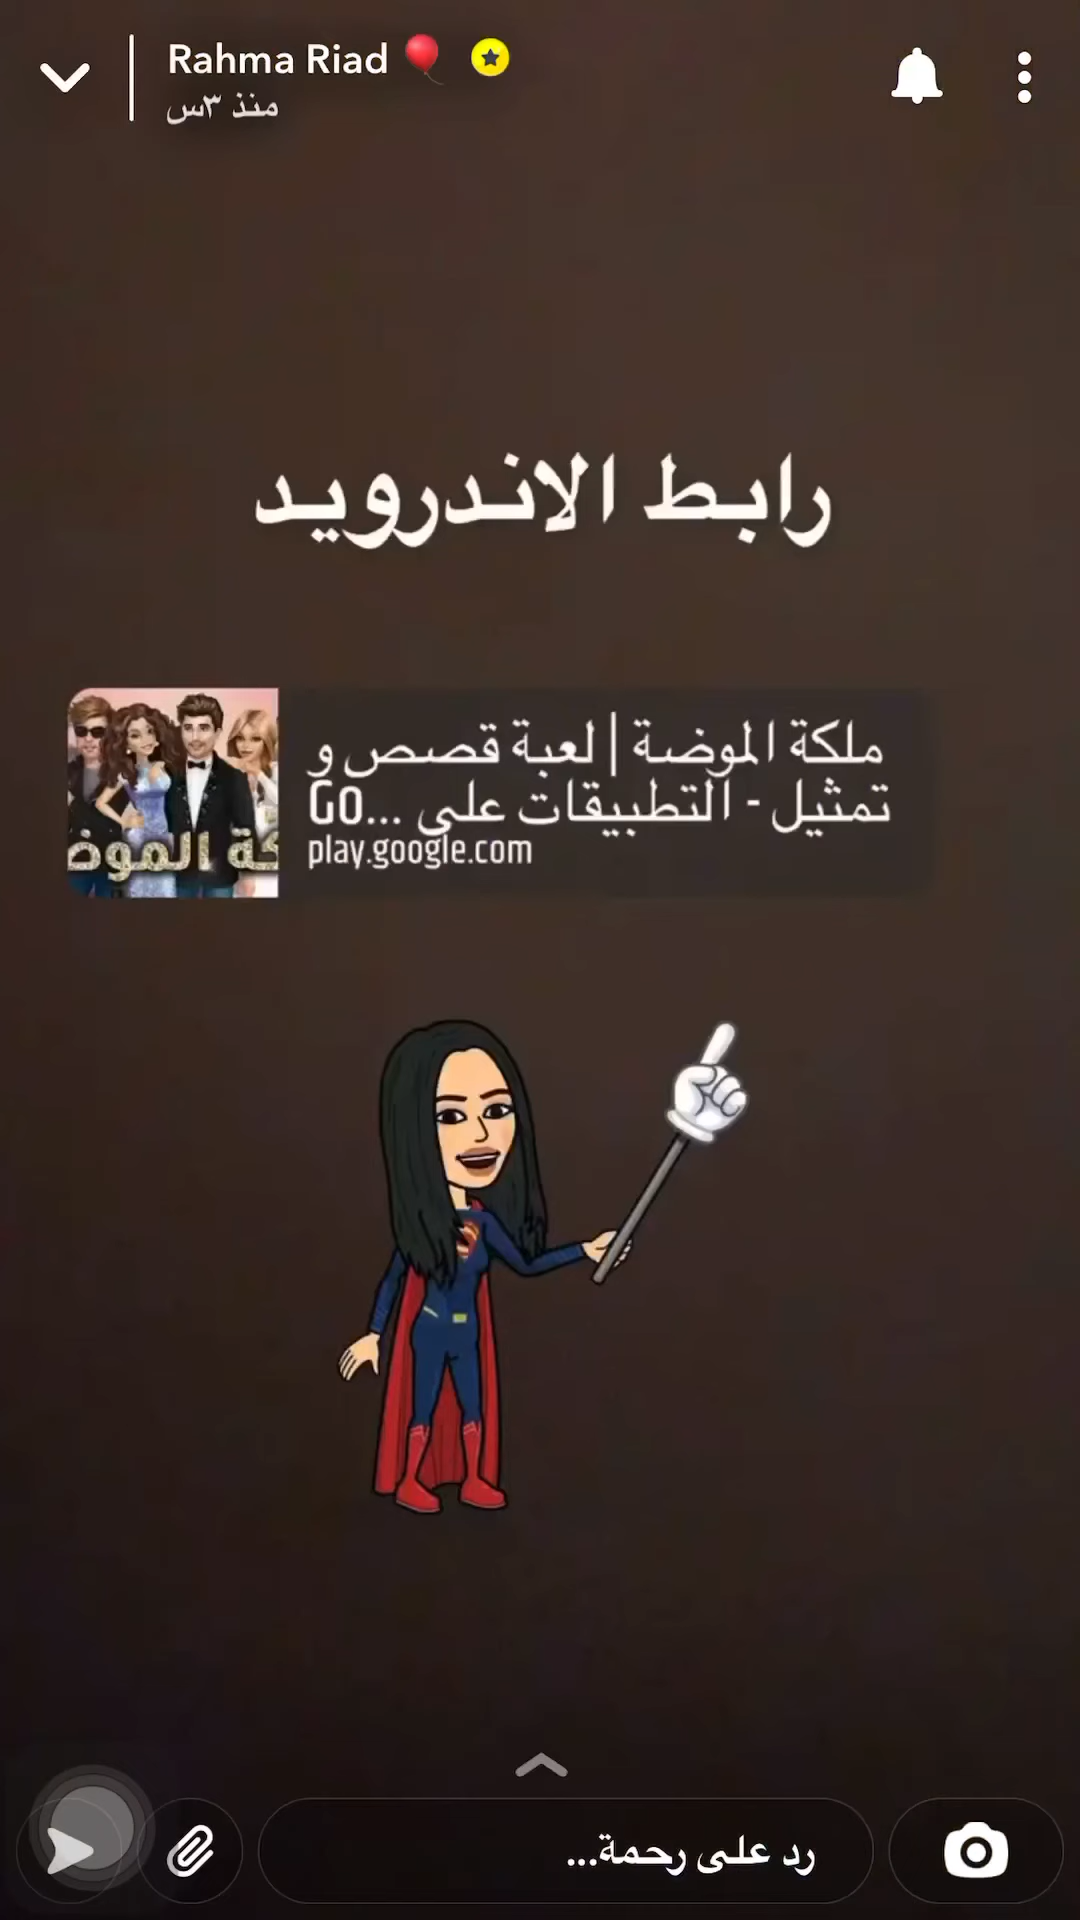 Rahma Riad
منذ ٣س
رابط الاندرويد
ملكة الموضة | لعبة قصص و
تمثيل - التطبيقات على ...GO
play.google.com
كة الموض
رد على رحمة...